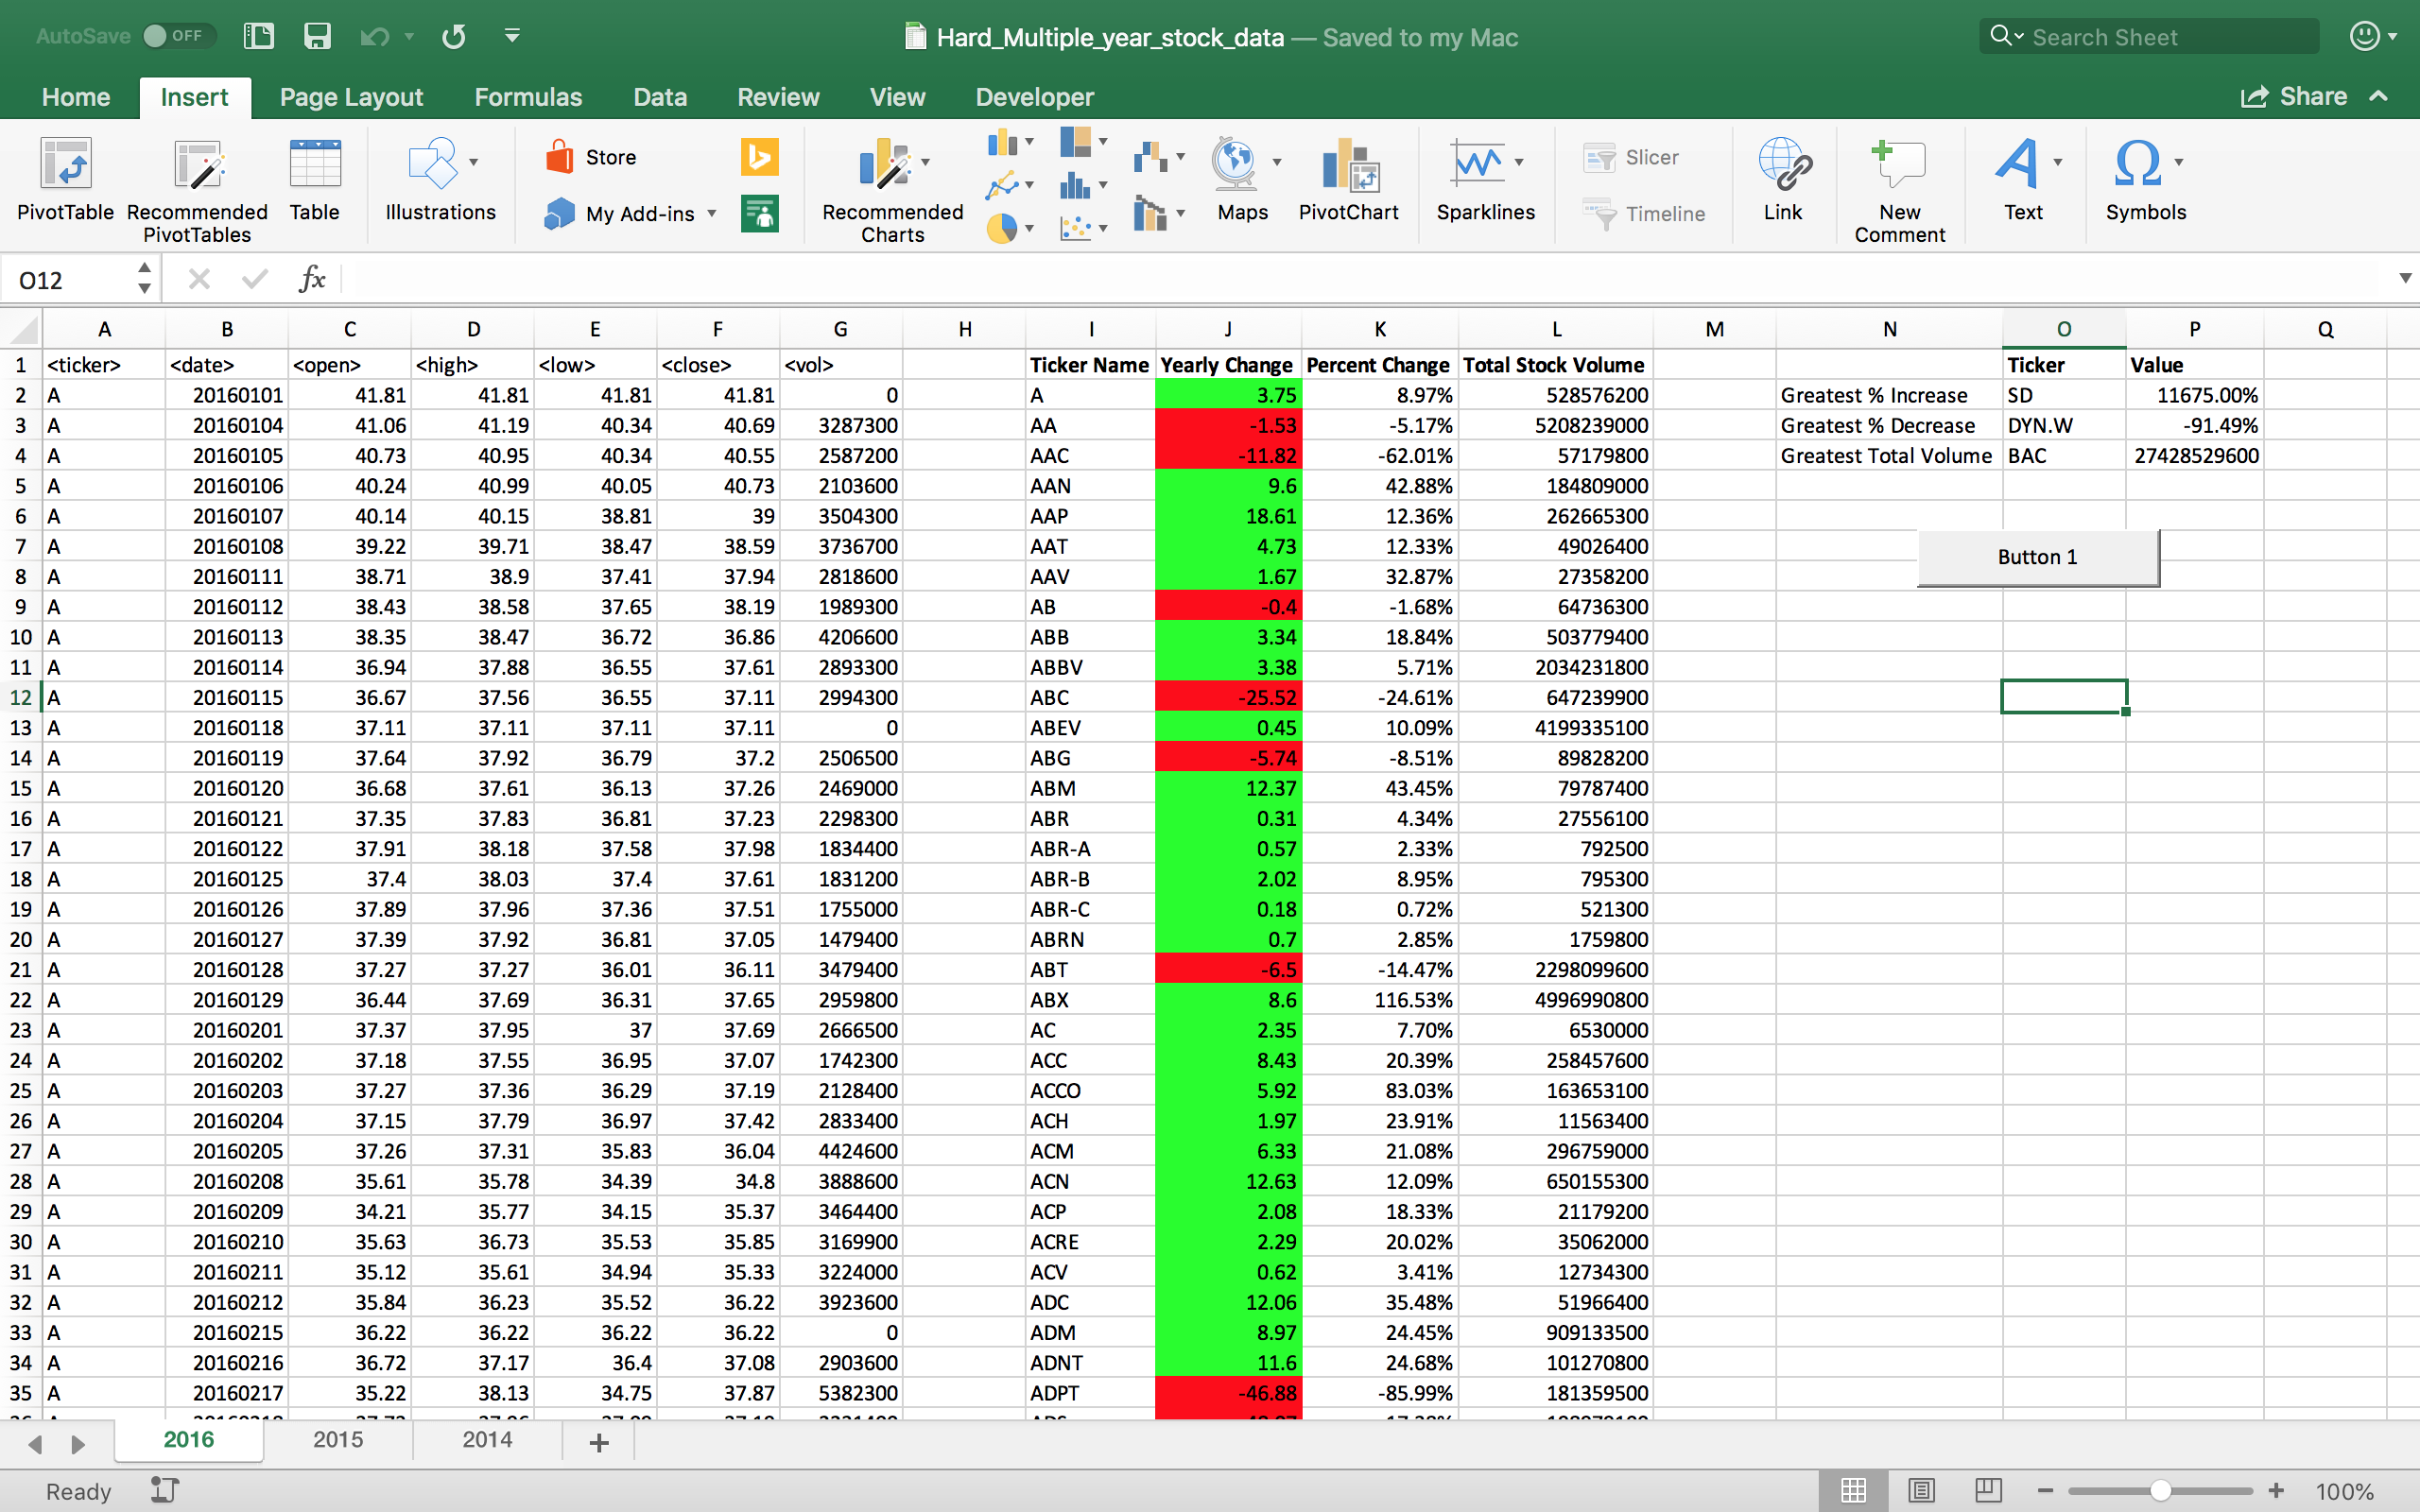 AutoSave OFF Hard_Multiple_year_stock_data — Saved to my Mac Search Sheet
Home Insert Page Layout Formulas Data Review View Developer Share
PivotTable Recommended PivotTables Table Illustrations Store My Add-ins Recommended Charts Maps PivotChart Sparklines Slicer Timeline Link New Comment Text Symbols
O12 fx
A B C D E F G H I J K L M N O P Q
1 <ticker> <date> <open> <high> <low> <close> <vol> Ticker Name Yearly Change Percent Change Total Stock Volume Ticker Value
2 A 20160101 41.81 41.81 41.81 41.81 0 A 3.75 8.97% 528576200 Greatest % Increase SD 11675.00%
3 A 20160104 41.06 41.19 40.34 40.69 3287300 AA -1.53 -5.17% 5208239000 Greatest % Decrease DYN.W -91.49%
4 A 20160105 40.73 40.95 40.34 40.55 2587200 AAC -11.82 -62.01% 57179800 Greatest Total Volume BAC 27428529600
5 A 20160106 40.24 40.99 40.05 40.73 2103600 AAN 9.6 42.88% 184809000
6 A 20160107 40.14 40.15 38.81 39 3504300 AAP 18.61 12.36% 262665300
7 A 20160108 39.22 39.71 38.47 38.59 3736700 AAT 4.73 12.33% 49026400 Button 1
8 A 20160111 38.71 38.9 37.41 37.94 2818600 AAV 1.67 32.87% 27358200
9 A 20160112 38.43 38.58 37.65 38.19 1989300 AB -0.4 -1.68% 64736300
10 A 20160113 38.35 38.47 36.72 36.86 4206600 ABB 3.34 18.84% 503779400
11 A 20160114 36.94 37.88 36.55 37.61 2893300 ABBV 3.38 5.71% 2034231800
12 A 20160115 36.67 37.56 36.55 37.11 2994300 ABC -25.52 -24.61% 647239900
13 A 20160118 37.11 37.11 37.11 37.11 0 ABEV 0.45 10.09% 4199335100
14 A 20160119 37.64 37.92 36.79 37.2 2506500 ABG -5.74 -8.51% 89828200
15 A 20160120 36.68 37.61 36.13 37.26 2469000 ABM 12.37 43.45% 79787400
16 A 20160121 37.35 37.83 36.81 37.23 2298300 ABR 0.31 4.34% 27556100
17 A 20160122 37.91 38.18 37.58 37.98 1834400 ABR-A 0.57 2.33% 792500
18 A 20160125 37.4 38.03 37.4 37.61 1831200 ABR-B 2.02 8.95% 795300
19 A 20160126 37.89 37.96 37.36 37.51 1755000 ABR-C 0.18 0.72% 521300
20 A 20160127 37.39 37.92 36.81 37.05 1479400 ABRN 0.7 2.85% 1759800
21 A 20160128 37.27 37.27 36.01 36.11 3479400 ABT -6.5 -14.47% 2298099600
22 A 20160129 36.44 37.69 36.31 37.65 2959800 ABX 8.6 116.53% 4996990800
23 A 20160201 37.37 37.95 37 37.69 2666500 AC 2.35 7.70% 6530000
24 A 20160202 37.18 37.55 36.95 37.07 1742300 ACC 8.43 20.39% 258457600
25 A 20160203 37.27 37.36 36.29 37.19 2128400 ACCO 5.92 83.03% 163653100
26 A 20160204 37.15 37.79 36.97 37.42 2833400 ACH 1.97 23.91% 11563400
27 A 20160205 37.26 37.31 35.83 36.04 4424600 ACM 6.33 21.08% 296759000
28 A 20160208 35.61 35.78 34.39 34.8 3888600 ACN 12.63 12.09% 650155300
29 A 20160209 34.21 35.77 34.15 35.37 3464400 ACP 2.08 18.33% 21179200
30 A 20160210 35.63 36.73 35.53 35.85 3169900 ACRE 2.29 20.02% 35062000
31 A 20160211 35.12 35.61 34.94 35.33 3224000 ACV 0.62 3.41% 12734300
32 A 20160212 35.84 36.23 35.52 36.22 3923600 ADC 12.06 35.48% 51966400
33 A 20160215 36.22 36.22 36.22 36.22 0 ADM 8.97 24.45% 909133500
34 A 20160216 36.72 37.17 36.4 37.08 2903600 ADNT 11.6 24.68% 101270800
35 A 20160217 35.22 38.13 34.75 37.87 5382300 ADPT -46.88 -85.99% 181359500
2016 2015 2014
Ready 100%